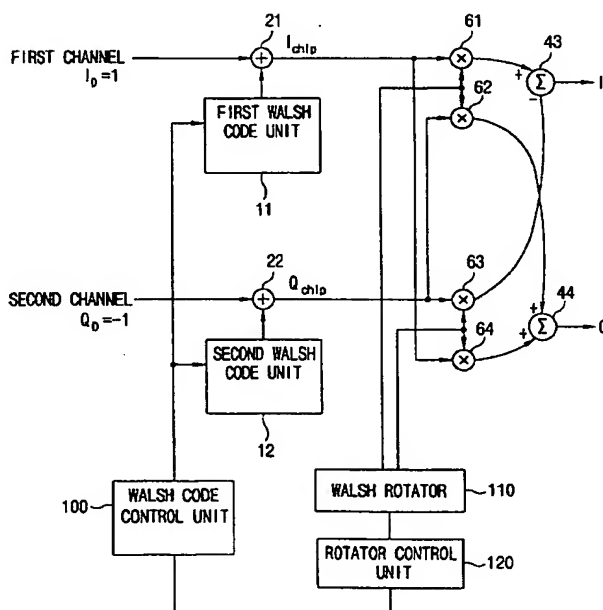 21
61
43
FIRST CHANNEL
I_D=1
+
I_chip
×
+
Σ
−
I
62
×
FIRST WALSH
CODE UNIT
11
22
63
SECOND CHANNEL
Q_D=-1
+
Q_chip
×
+
Σ
+
44
Q
64
×
SECOND WALSH
CODE UNIT
12
100
WALSH CODE
CONTROL UNIT
WALSH ROTATOR
110
ROTATOR CONTROL
UNIT
120